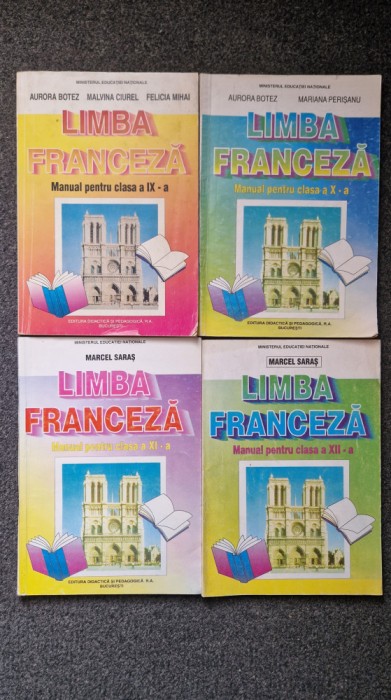 MINISTERUL EDUCAȚIEI NAȚIONALE
AURORA BOTEZ MALVINA CIUREL FELICIA MIHAI
LIMBA
FRANCEZĂ
Manual pentru clasa a IX - a
EDITURA DIDACTICĂ ȘI PEDAGOGICĂ, R.A.
BUCUREȘTI
MINISTERUL EDUCAȚIEI NAȚIONALE
AURORA BOTEZ MARIANA PERIȘANU
LIMBA
FRANCEZĂ
Manual pentru clasa a X - a
EDITURA DIDACTICĂ ȘI PEDAGOGICĂ, R.A.
BUCUREȘTI
MINISTERUL EDUCAȚIEI NAȚIONALE
MARCEL SARAȘ
LIMBA
FRANCEZĂ
Manual pentru clasa a XI - a
EDITURA DIDACTICĂ ȘI PEDAGOGICĂ, R.A.
BUCUREȘTI
MINISTERUL EDUCAȚIEI NAȚIONALE
MARCEL SARAȘ
LIMBA
FRANCEZĂ
Manual pentru clasa a XII - a
EDITURA DIDACTICĂ ȘI PEDAGOGICĂ, R.A.
BUCUREȘTI